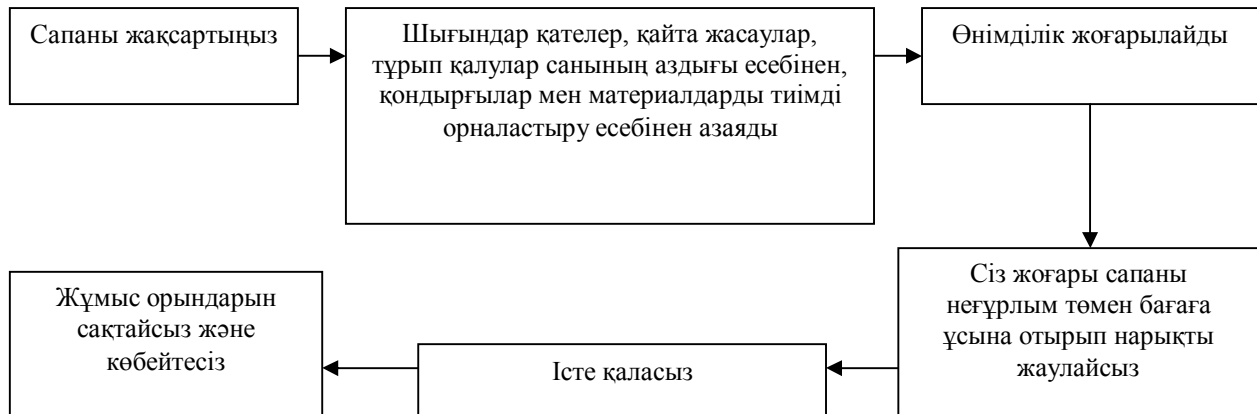 Сапаны жақсартыңыз
Шығындар қателер, қайта жасаулар,
тұрып қалулар санының аздығы есебінен,
қондырғылар мен материалдарды тиімді
орналастыру есебінен азаяды
Өнімділік жоғарылайды
Сіз жоғары сапаны
неғұрлым төмен бағаға
ұсына отырып нарықты
жаулайсыз
Істе қаласыз
Жұмыс орындарын
сақтайсыз және
көбейтесіз